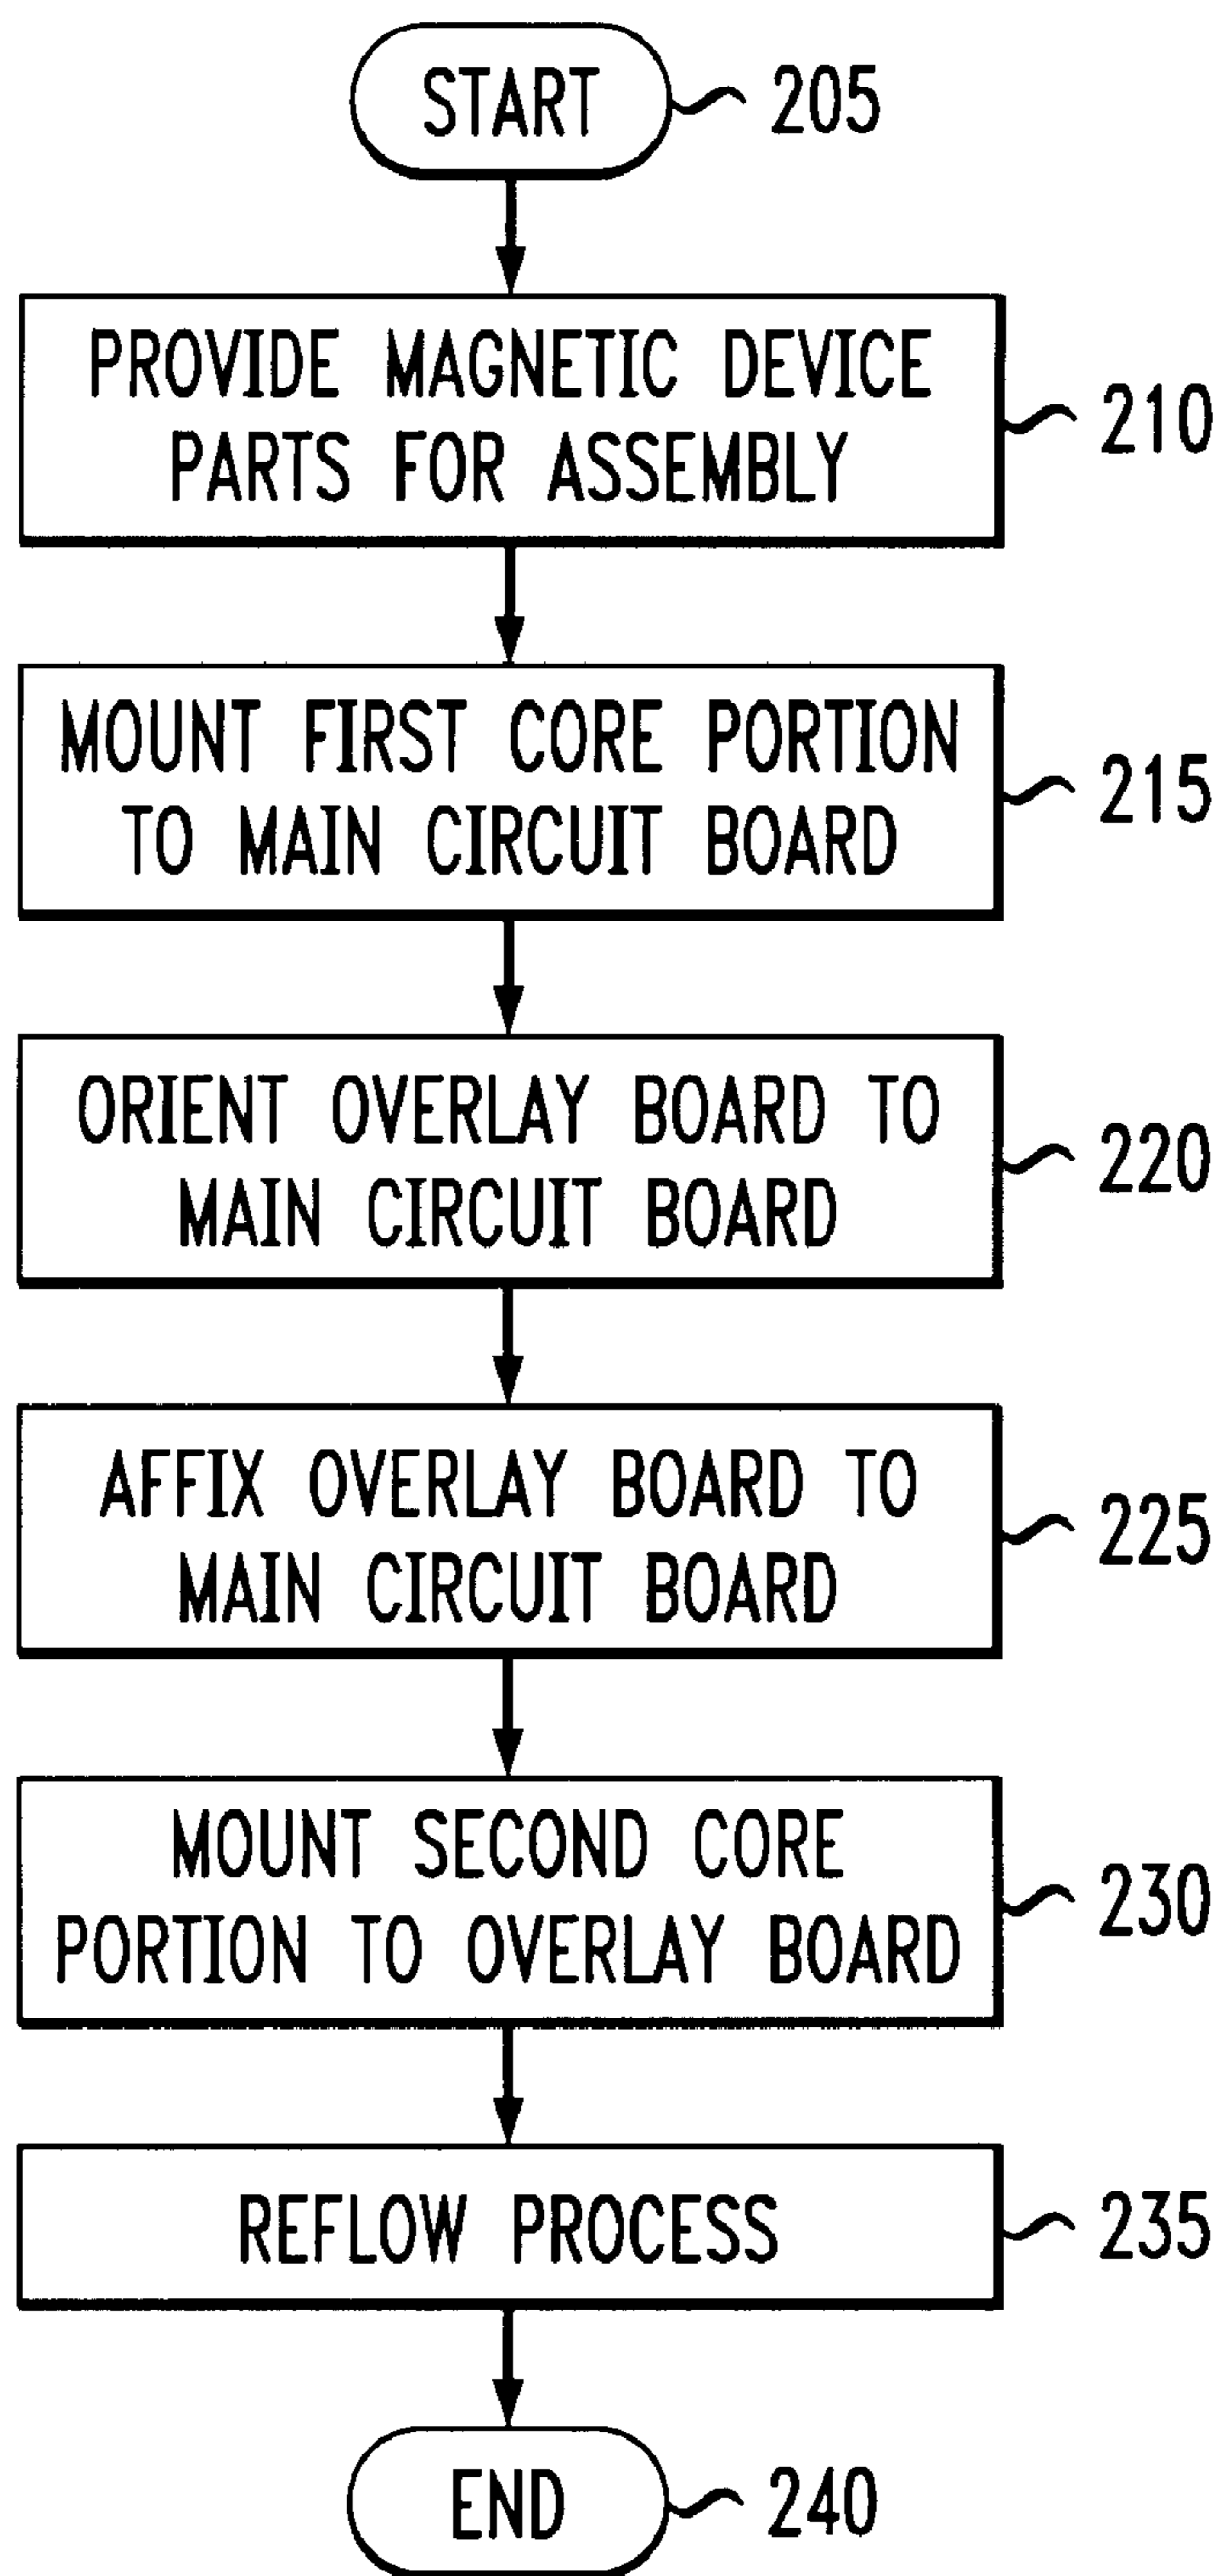 START
205
PROVIDE MAGNETIC DEVICE
PARTS FOR ASSEMBLY
210
MOUNT FIRST CORE PORTION
TO MAIN CIRCUIT BOARD
215
ORIENT OVERLAY BOARD TO
MAIN CIRCUIT BOARD
220
AFFIX OVERLAY BOARD TO
MAIN CIRCUIT BOARD
225
MOUNT SECOND CORE
PORTION TO OVERLAY BOARD
230
REFLOW PROCESS
235
END
240